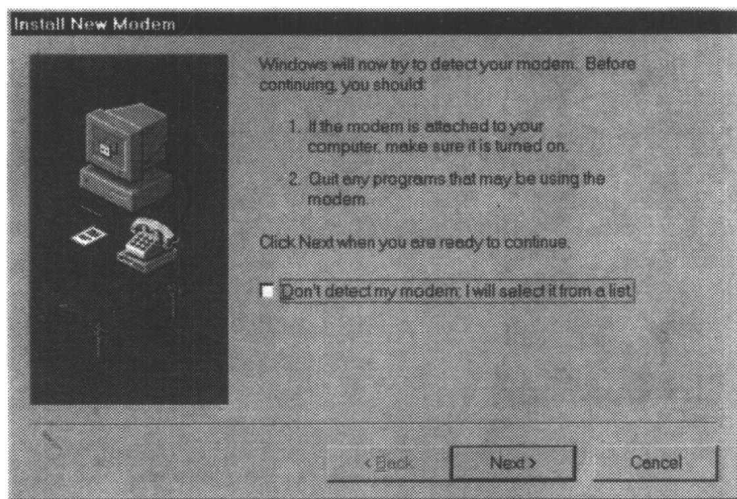 Install New Modem
Windows will now try to detect your modem. Before
continuing, you should:
1. If the modem is attached to your
computer, make sure it is turned on.
2. Quit any programs that may be using the
modem.
Click Next when you are ready to continue.
Don't detect my modem; I will select it from a list.
< Back
Next >
Cancel